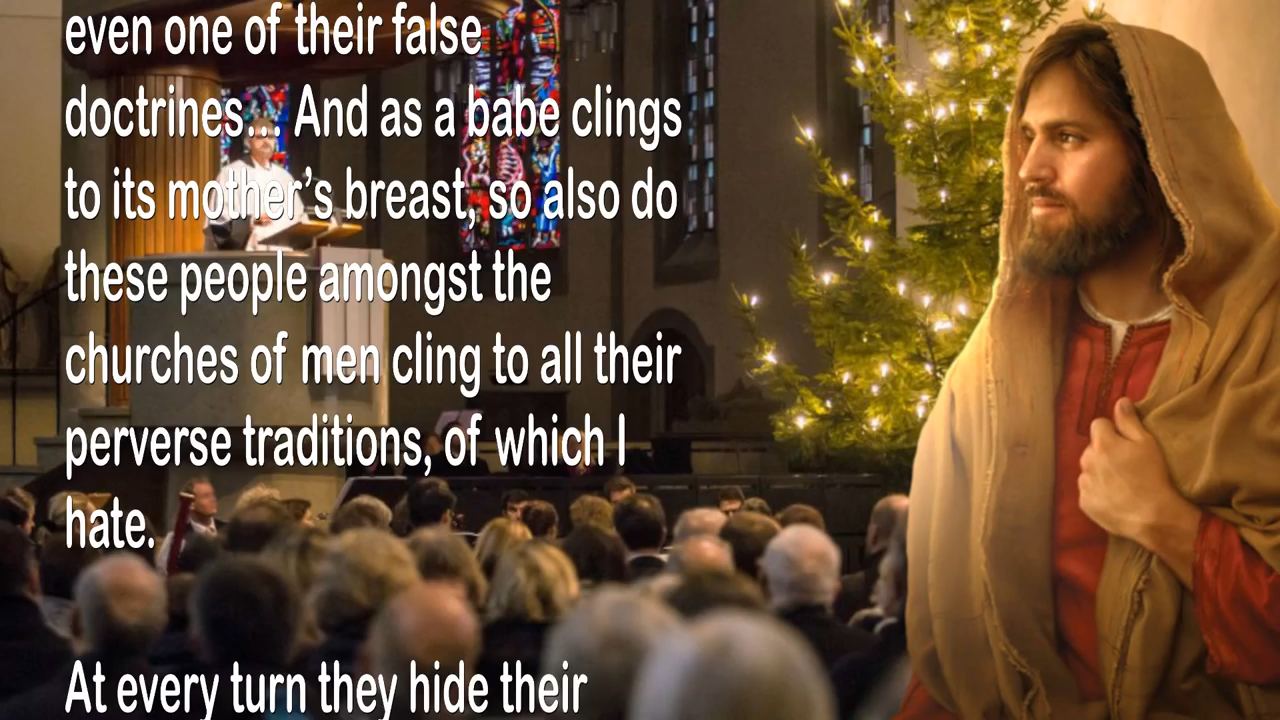 even one of their false
doctrines... And as a babe clings
to its mother’s breast, so also do
these people amongst the
churches of men cling to all their
perverse traditions, of which I
hate.
At every turn they hide their